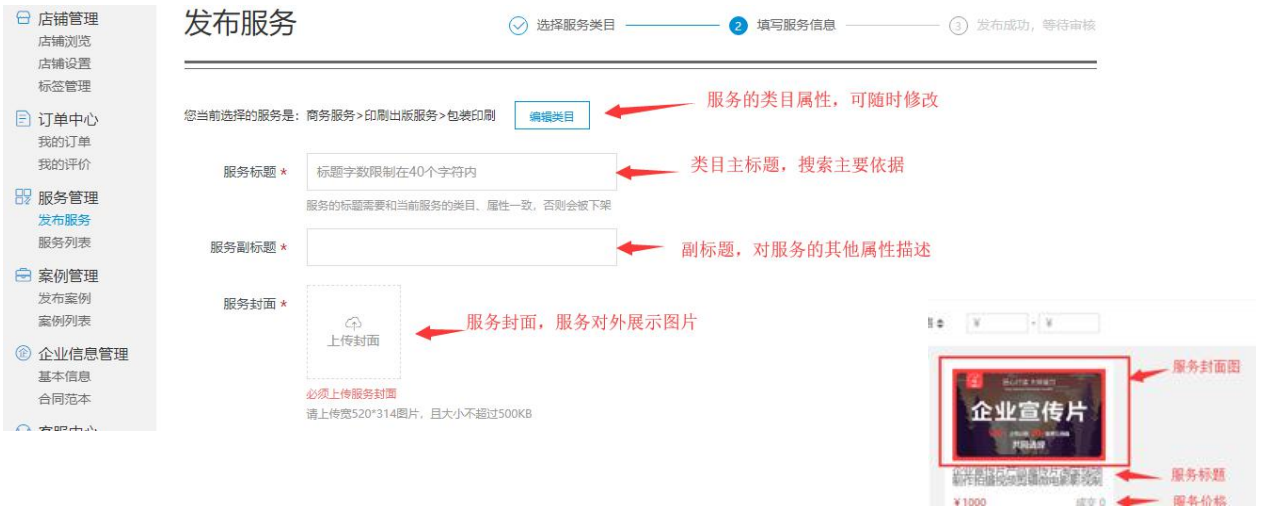 店铺管理
店铺浏览
店铺设置
标签管理
订单中心
我的订单
我的评价
服务管理
发布服务
服务列表
案例管理
发布案例
案例列表
企业信息管理
基本信息
合同范本
发布服务
选择服务类目
2 填写服务信息
3 发布成功，等待审核
您当前选择的服务是：商务服务>印刷出版服务>包装印刷
编辑类目
服务的类目属性，可随时修改
服务标题 *
标题字数限制在40个字符内
类目主标题，搜索主要依据
服务的标题需要和当前服务的类目、属性一致，否则会被下架
服务副标题 *
副标题，对服务的其他属性描述
服务封面 *
上传封面
服务封面，服务对外展示图片
必须上传服务封面
请上传宽520*314图片，且大小不超过500KB
¥ - ¥
服务封面图
企业宣传片
共同选择
服务标题
¥1000
成交 0
服务价格